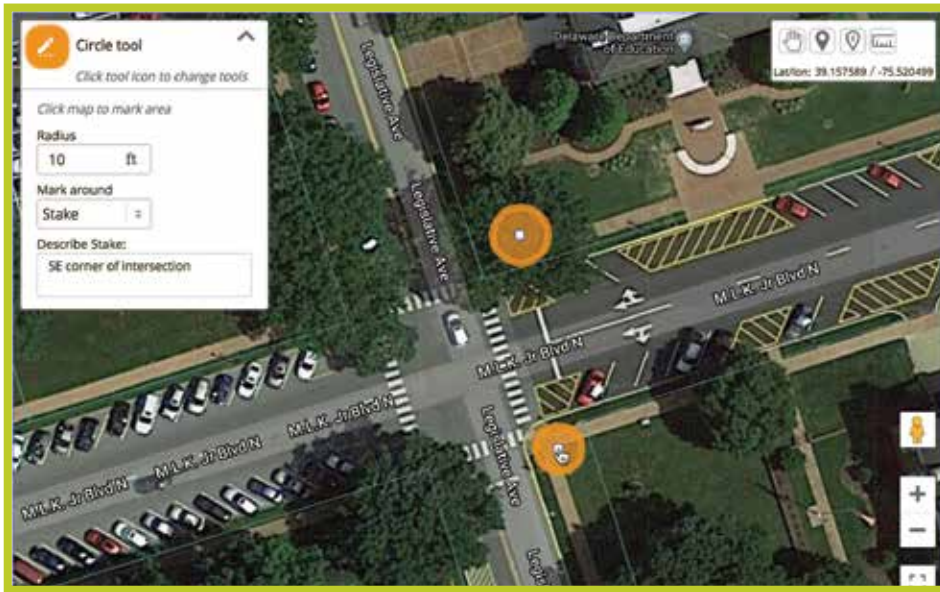 Circle tool
Click tool icon to change tools
Click map to mark area
Radius
10 ft
Mark around
Stake
Describe Stake:
SE corner of intersection
Legislative Ave
Delaware Department
of Education
Lat/lon: 39.157589 / -75.520499
Legislative Ave
Legislative Ave
M.L.K. Jr Blvd N
M.L.K. Jr Blvd N
M.L.K. Jr Blvd N
M.L.K. Jr Blvd N
M.L.K. Jr Blvd N
Legislative Ave